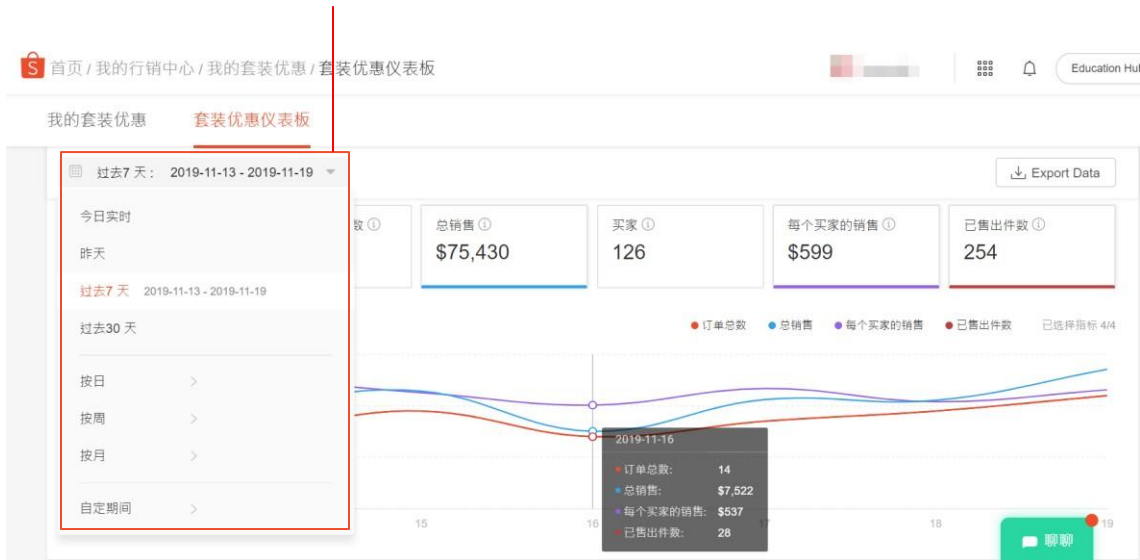 S 首页 / 我的行销中心 / 我的套装优惠 / 套装优惠仪表板
Education Hub
我的套装优惠 套装优惠仪表板
过去7 天： 2019-11-13 - 2019-11-19
Export Data
今日实时
昨天
过去7 天 2019-11-13 - 2019-11-19
过去30 天
按日
按周
按月
自定期间
数
总销售
$75,430
买家
126
每个买家的销售
$599
已售出件数
254
订单总数 总销售 每个买家的销售 已售出件数 已选择指标 4/4
2019-11-16
订单总数: 14
总销售: $7,522
每个买家的销售: $537
已售出件数: 28
15 16 17 18 19
聊聊